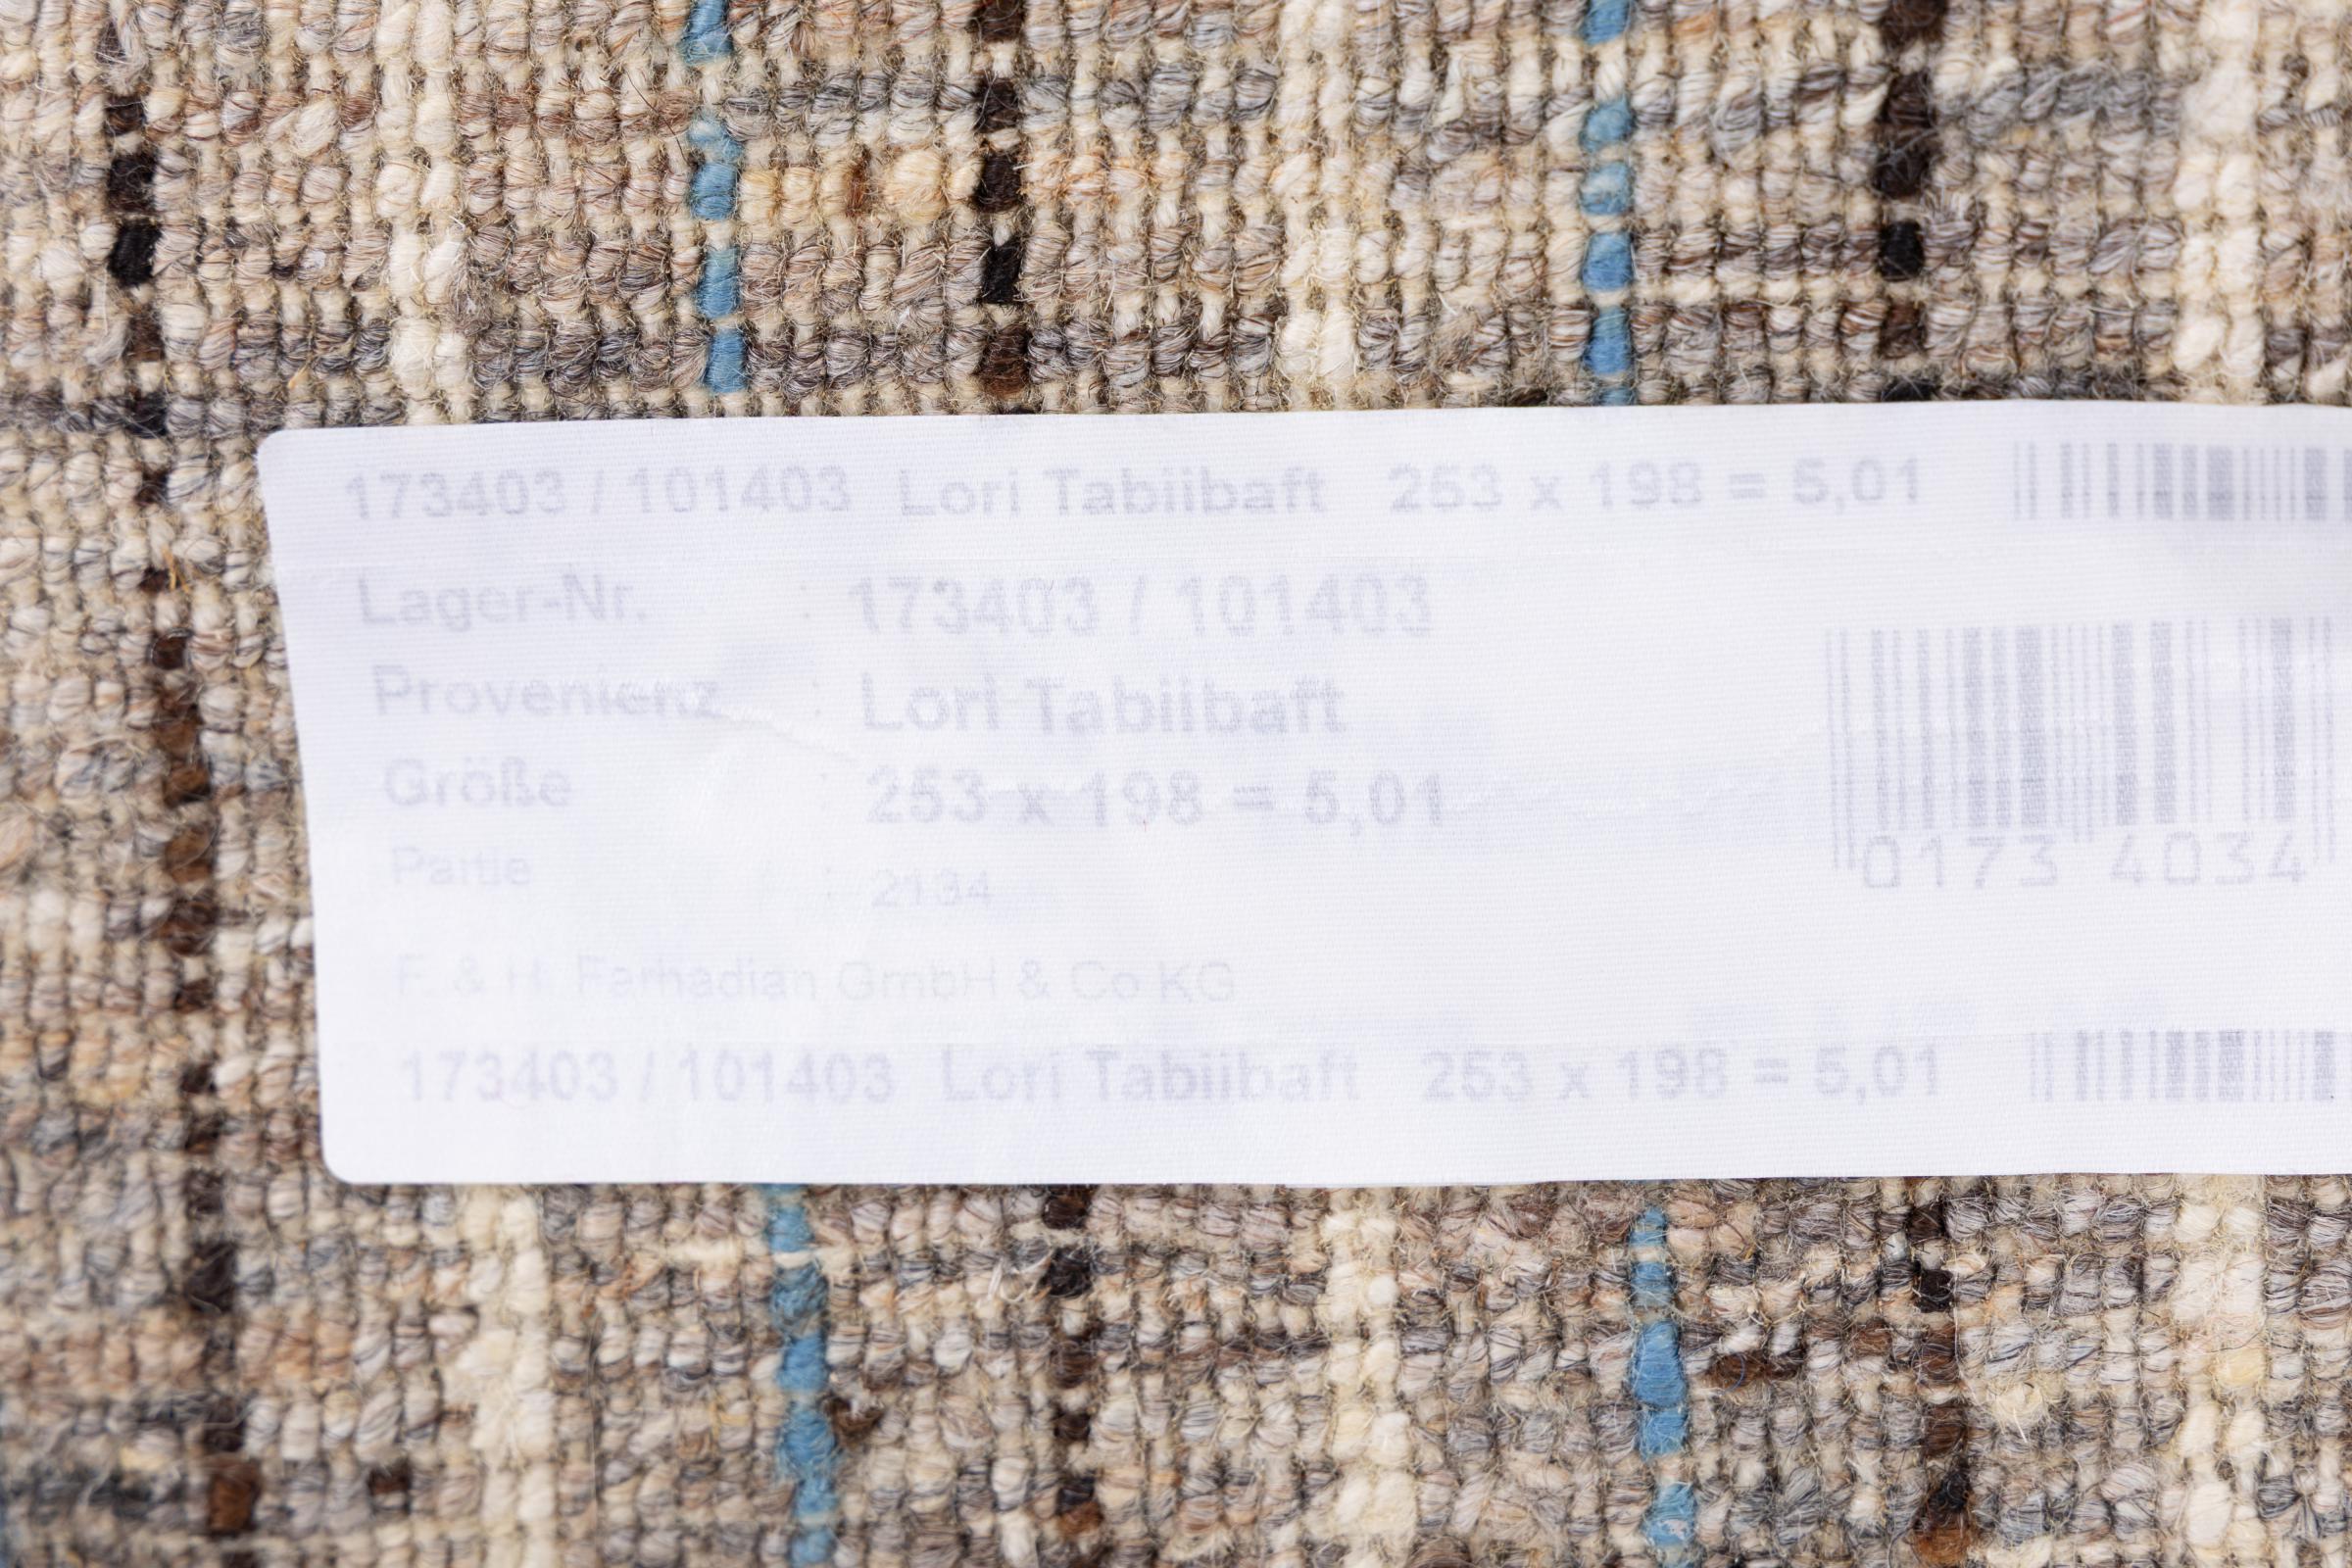 173403 / 101403 Lori Tabiibaft 253 x 198 = 5,01
Lager-Nr. : 173403 / 101403
Provenienz : Lori Tabiibaft
Größe : 253 x 198 = 5,01
Partie : 2134
0173 4034
F. & H. Farhadian GmbH & Co KG
173403 / 101403 Lori Tabiibaft 253 x 198 = 5,01